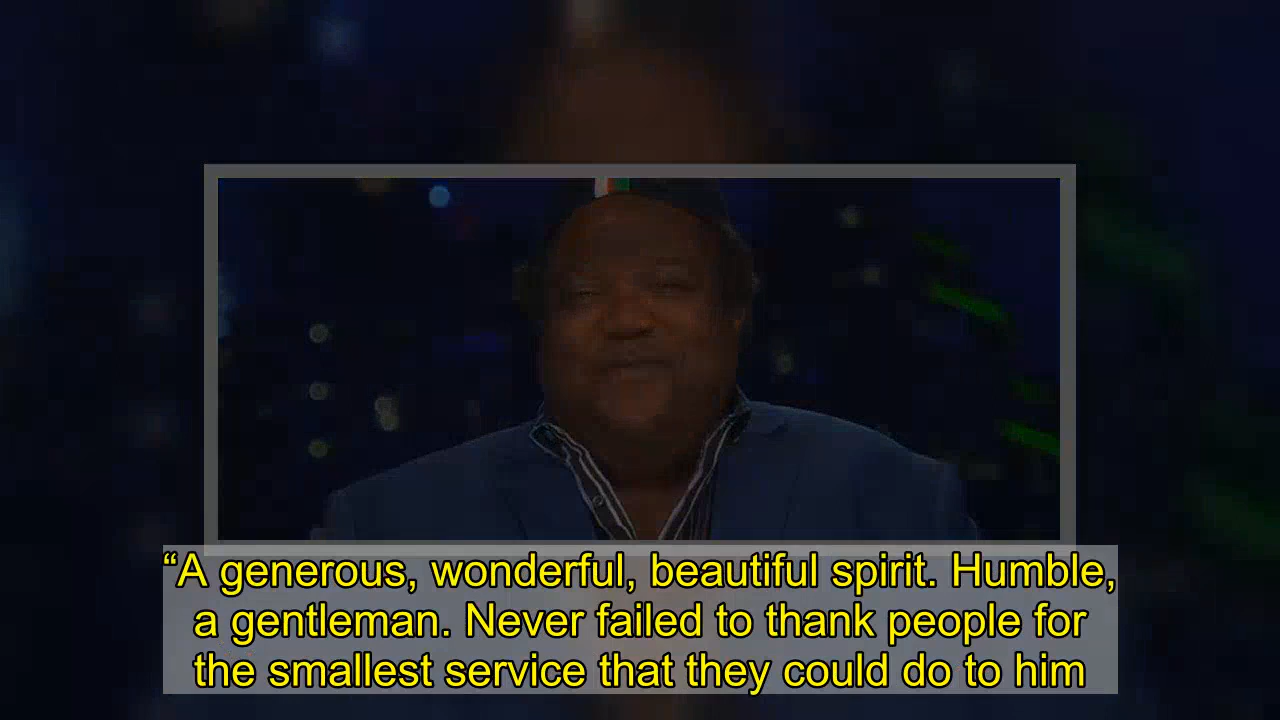 “A generous, wonderful, beautiful spirit. Humble,
a gentleman. Never failed to thank people for
the smallest service that they could do to him